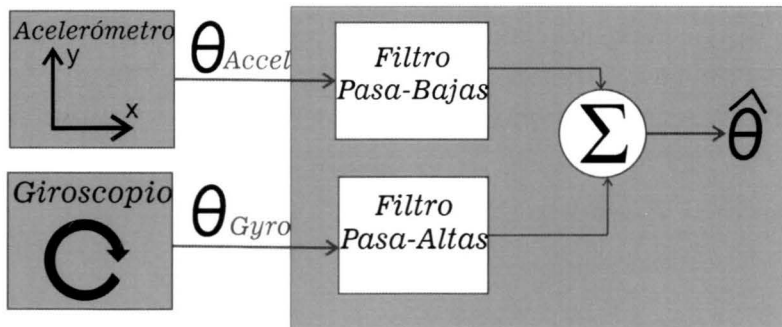 Acelerómetro
y
x
θAccel
Filtro
Pasa-Bajas
Σ
θ̂
Giroscopio
θGyro
Filtro
Pasa-Altas